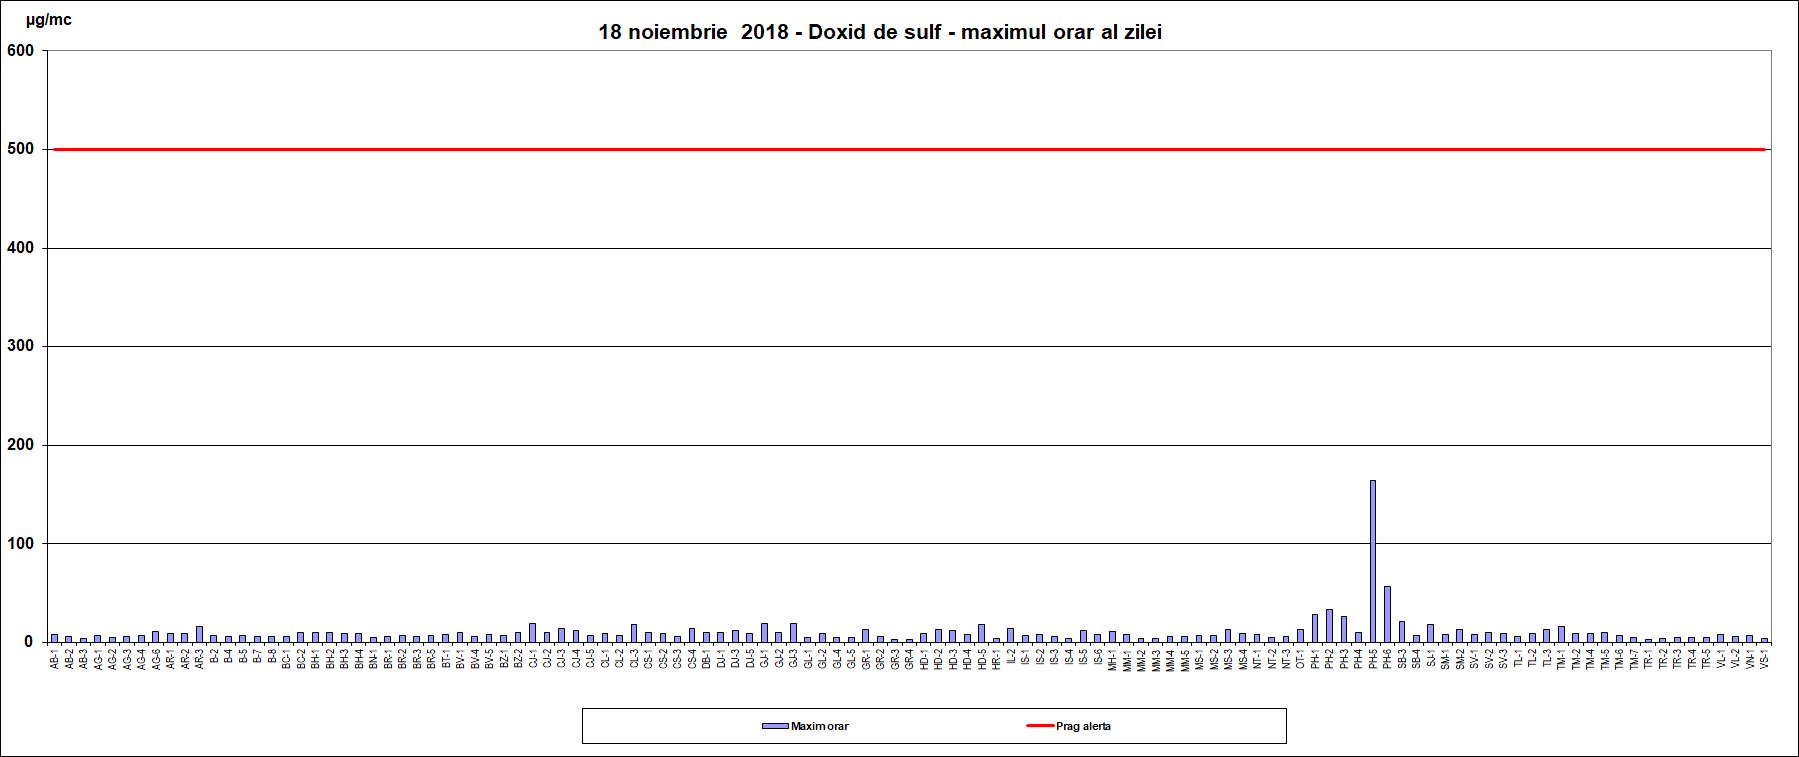 µg/mc
18 noiembrie 2018 - Doxid de sulf - maximul orar al zilei
600
500
400
300
200
100
0
AB-1 AB-2 AB-3 AG-1 AG-2 AG-3 AG-4 AG-6 AR-1 AR-2 AR-3 B-2 B-4 B-5 B-7 B-8 BC-1 BC-2 BH-1 BH-2 BH-3 BH-4 BN-1 BR-1 BR-2 BR-3 BR-5 BT-1 BV-1 BV-4 BV-5 BZ-1 BZ-2 CJ-1 CJ-2 CJ-3 CJ-4 CJ-5 CL-1 CL-2 CL-3 CS-1 CS-2 CS-3 CS-4 DB-1 DJ-1 DJ-3 DJ-5 GJ-1 GJ-2 GJ-3 GL-1 GL-2 GL-4 GL-5 GR-1 GR-2 GR-3 GR-4 HD-1 HD-2 HD-3 HD-4 HD-5 HR-1 IL-2 IS-1 IS-2 IS-3 IS-4 IS-5 IS-6 MH-1 MM-1 MM-2 MM-3 MM-4 MM-5 MS-1 MS-2 MS-3 MS-4 NT-1 NT-2 NT-3 OT-1 PH-1 PH-2 PH-3 PH-4 PH-5 PH-6 SB-3 SB-4 SJ-1 SM-1 SM-2 SV-1 SV-2 SV-3 TL-1 TL-2 TL-3 TM-1 TM-2 TM-4 TM-5 TM-6 TM-7 TR-1 TR-2 TR-3 TR-4 TR-5 VL-1 VL-2 VN-1 VS-1
Maxim orar Prag alerta